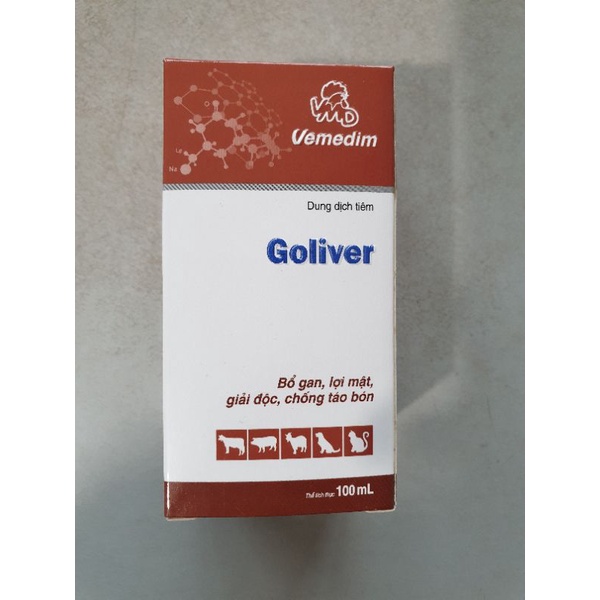 VMD
Vemedim
Dung dịch tiêm
Goliver
Bổ gan, lợi mật,
giải độc, chống táo bón
Thể tích thực: 100 mL